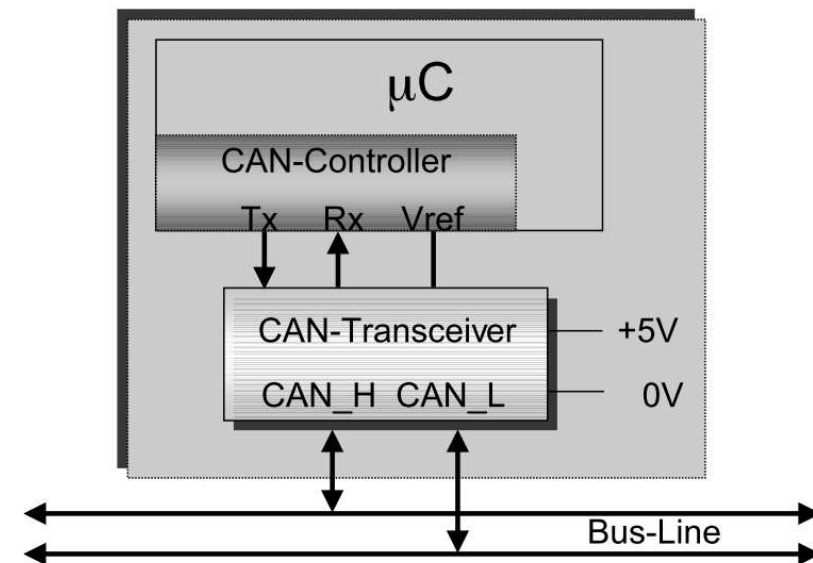 μC
CAN-Controller
Tx Rx Vref
CAN-Transceiver
+5V
CAN_H CAN_L
0V
Bus-Line